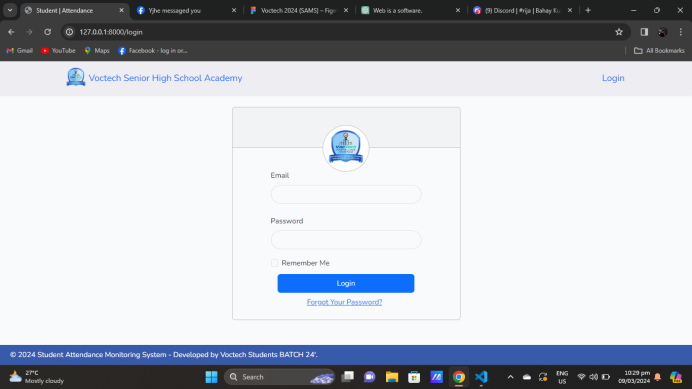 Student | Attendance
Yjhe messaged you
Voctech 2024 (SAMS) – Figm
Web is a software.
(9) Discord | #rija | Bahay Ku
127.0.0.1:8000/login
Gmail
YouTube
Maps
Facebook - log in or...
All Bookmarks
Voctech Senior High School Academy
Login
Email
Password
Remember Me
Login
Forgot Your Password?
© 2024 Student Attendance Monitoring System - Developed by Voctech Students BATCH 24'.
27°C
Mostly cloudy
Search
ENG
US
10:29 pm
09/03/2024